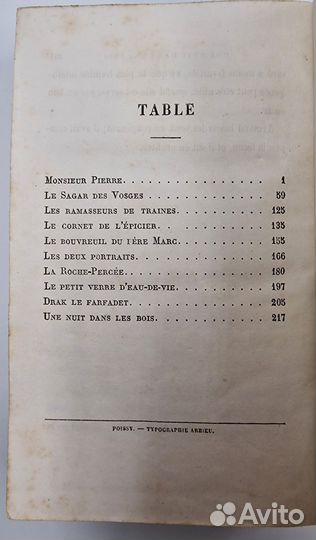 TABLE
MONSIEUR PIERRE. . . . . . . . . . . . . 1
LE SAGAR DES VOSGES . . . . . . . . . . . 59
LES RAMASSEURS DE TRAINES. . . . . . . . 125
LE CORNET DE L'ÉPICIER . . . . . . . . . 135
LE BOUVREUIL DU PÈRE MARC. . . . . . . . 155
LES DEUX PORTRAITS . . . . . . . . . . . 166
LA ROCHE-PERCÉE. . . . . . . . . . . . . 180
LE PETIT VERRE D'EAU-DE-VIE. . . . . . . 197
DRAK LE FARFADET . . . . . . . . . . . . 205
UNE NUIT DANS LES BOIS. . . . . . . . . . 217
POISSY. — TYPOGRAPHIE ARBIEU.
Avito